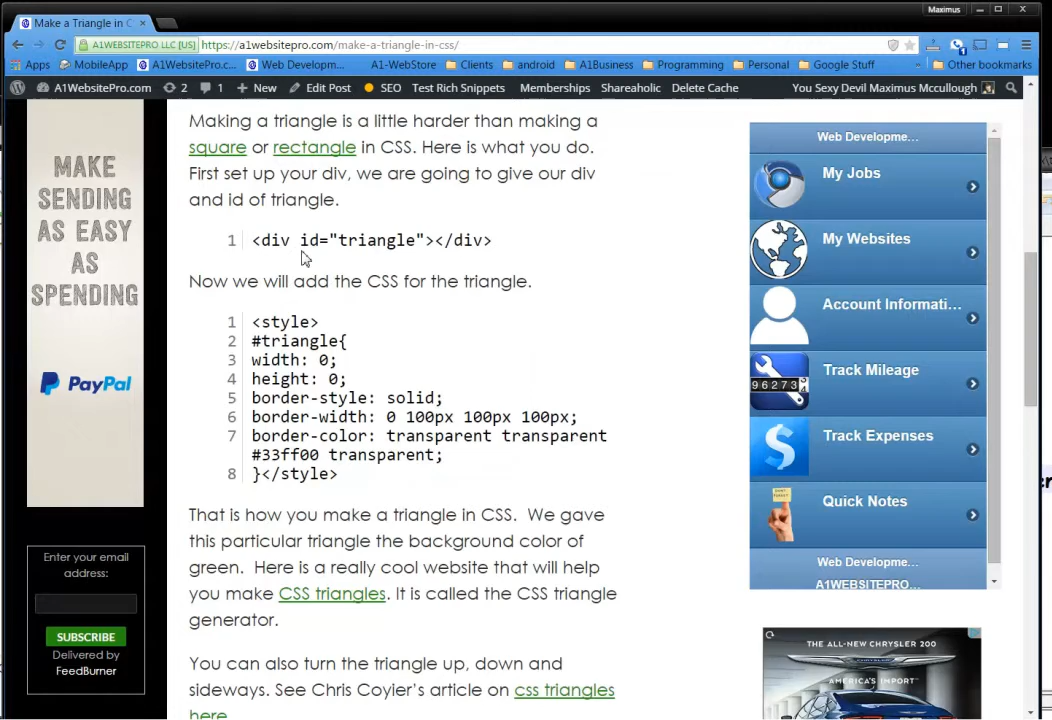 Maximus
Make a Triangle in C
A1WEBSITEPRO LLC [US] https://a1websitepro.com/make-a-triangle-in-css/
Apps MobileApp A1WebsitePro.c... Web Developm... A1-WebStore Clients android A1Business Programming Personal Google Stuff » Other bookmarks
A1WebsitePro.com 2 1 + New Edit Post SEO Test Rich Snippets Memberships Shareaholic Delete Cache You Sexy Devil Maximus Mccullough
MAKE
SENDING
AS EASY
AS
SPENDING
PayPal
Enter your email
address:
SUBSCRIBE
Delivered by
FeedBurner
Making a triangle is a little harder than making a
square or rectangle in CSS. Here is what you do.
First set up your div, we are going to give our div
and id of triangle.
1 <div id="triangle"></div>
Now we will add the CSS for the triangle.
1 <style>
2 #triangle{
3 width: 0;
4 height: 0;
5 border-style: solid;
6 border-width: 0 100px 100px 100px;
7 border-color: transparent transparent
#33ff00 transparent;
8 }</style>
That is how you make a triangle in CSS. We gave
this particular triangle the background color of
green. Here is a really cool website that will help
you make CSS triangles. It is called the CSS triangle
generator.
You can also turn the triangle up, down and
sideways. See Chris Coyier's article on css triangles
here.
Web Developme...
My Jobs
My Websites
Account Informati...
Track Mileage
96273
Track Expenses
Quick Notes
Web Developme...
A1WEBSITEPRO...
THE ALL-NEW CHRYSLER 200
AMERICA'S IMPORT